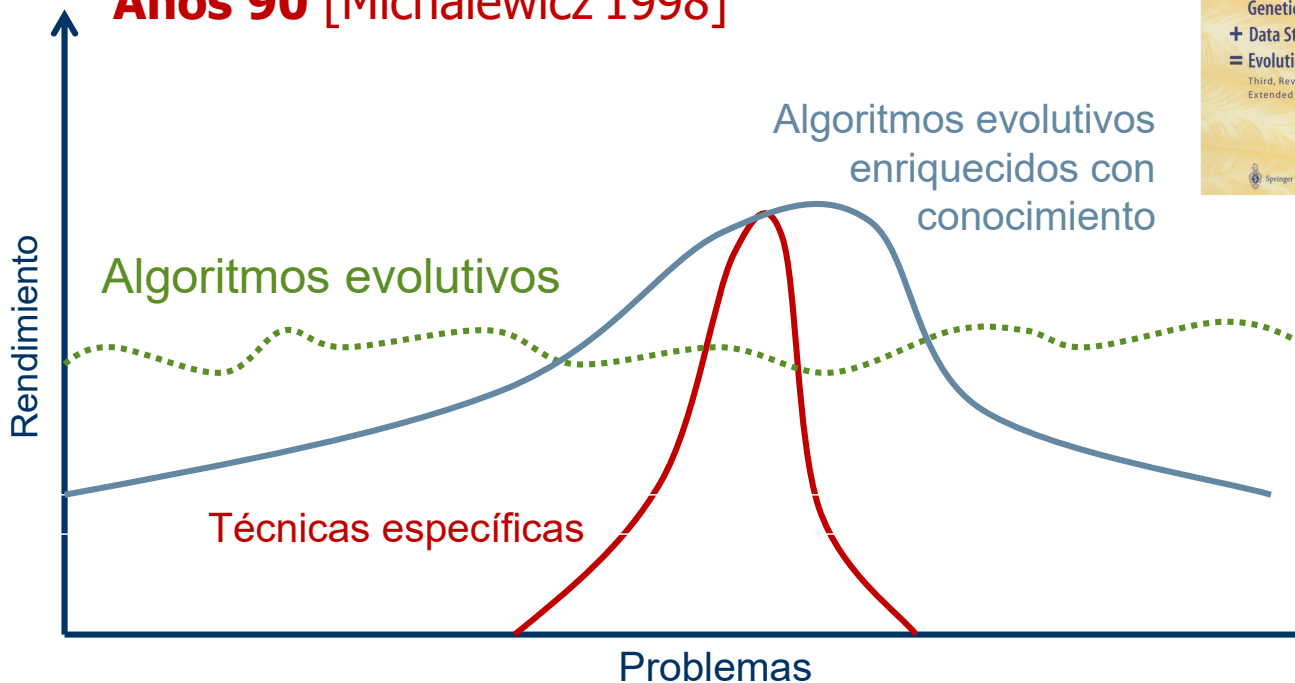 Años 90 [Michalewicz 1998]
+ Data St
= Evoluti
Third, Rev
Extended
Springer
Algoritmos evolutivos
enriquecidos con
conocimiento
Algoritmos evolutivos
Rendimiento
Técnicas específicas
Problemas